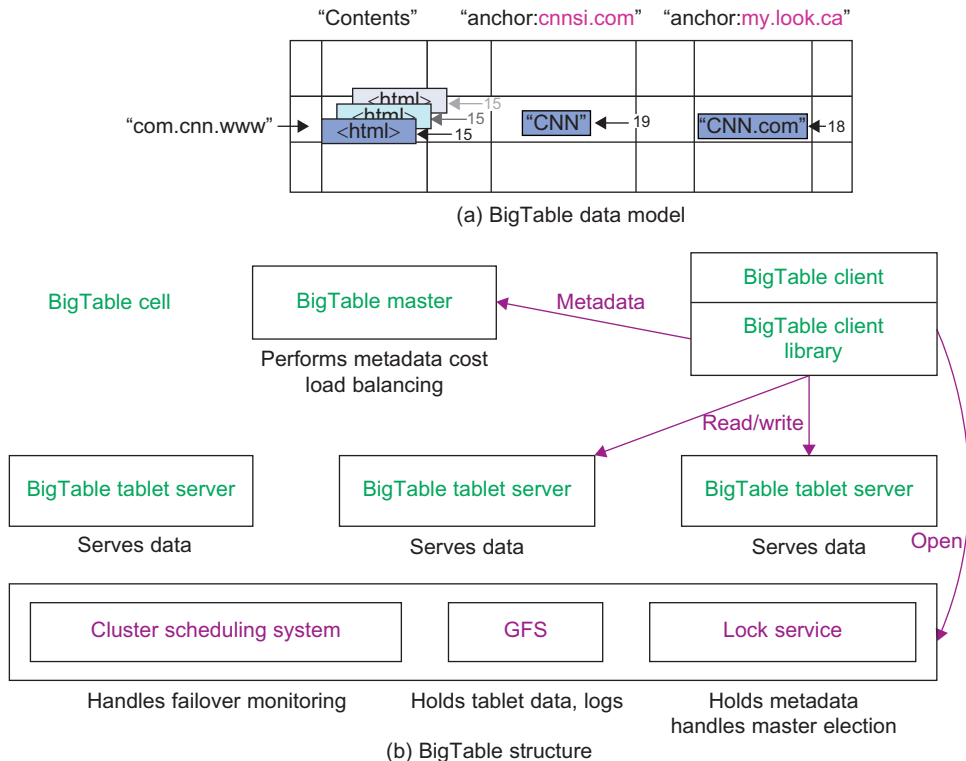 “Contents” “anchor:cnnsi.com” “anchor:my.look.ca”
<html> 15
<html> 15
“com.cnn.www” <html> 15 “CNN” 19 “CNN.com” 18
(a) BigTable data model
BigTable client
BigTable cell BigTable master Metadata
BigTable client
library
Performs metadata cost
load balancing
Read/write
BigTable tablet server BigTable tablet server BigTable tablet server
Serves data Serves data Serves data
Open
Cluster scheduling system GFS Lock service
Handles failover monitoring Holds tablet data, logs Holds metadata
handles master election
(b) BigTable structure